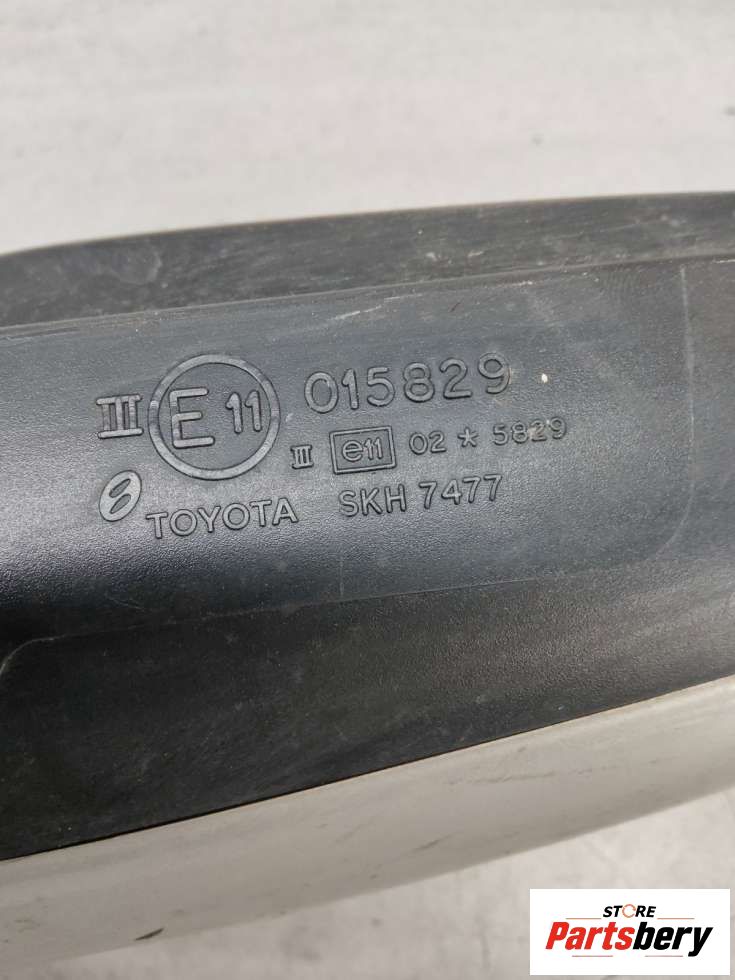 III E 11 015829
III e11 02 * 5829
TOYOTA SKH 7477
STORE
Partsbery